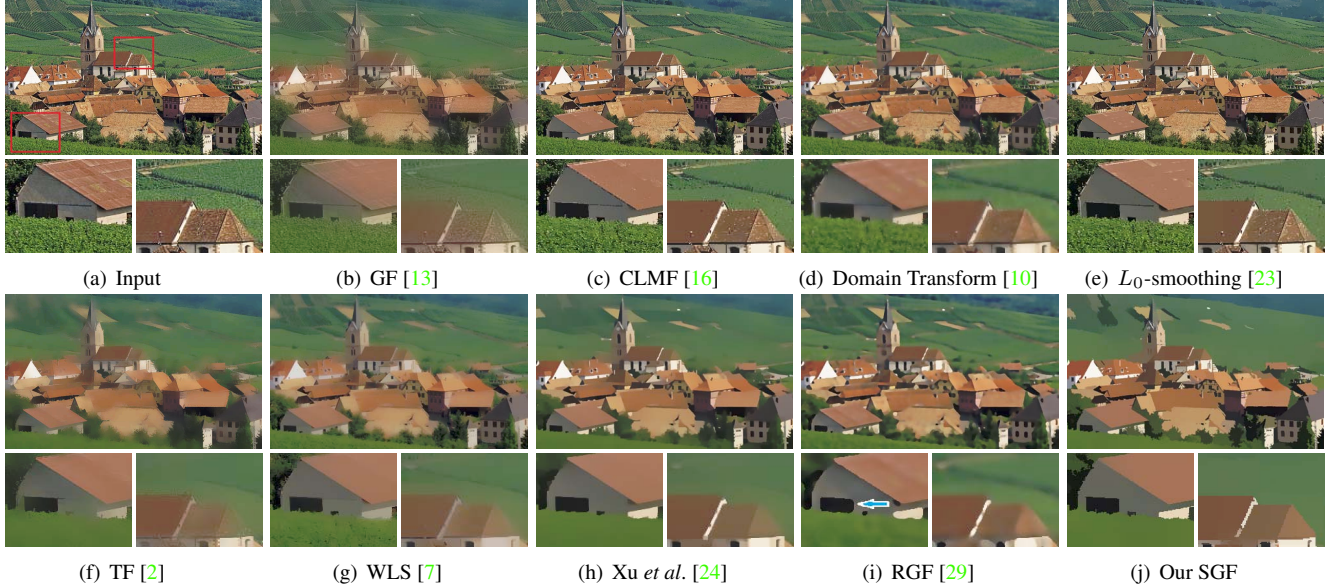 (a) Input
(b) GF [13]
(c) CLMF [16]
(d) Domain Transform [10]
(e) L0-smoothing [23]
(f) TF [2]
(g) WLS [7]
(h) Xu et al. [24]
(i) RGF [29]
(j) Our SGF